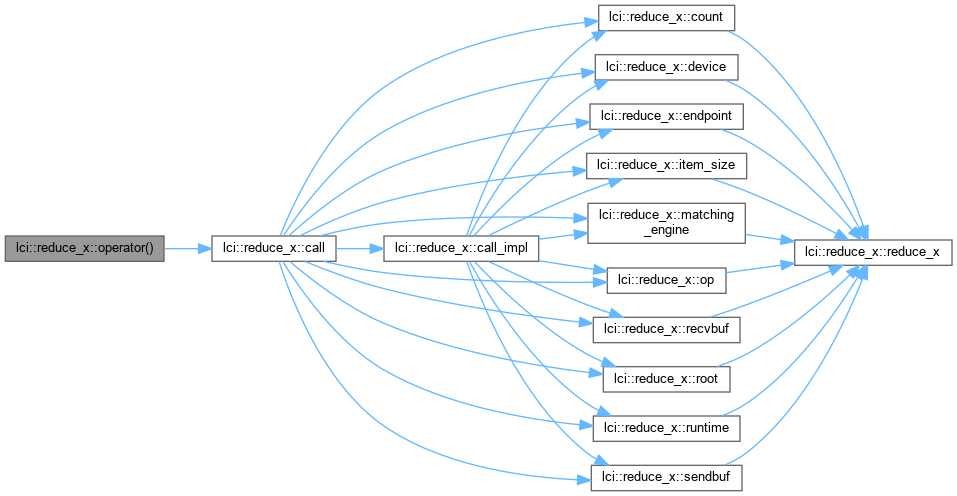 lci::reduce_x::operator()
lci::reduce_x::call
lci::reduce_x::call_impl
lci::reduce_x::count
lci::reduce_x::device
lci::reduce_x::endpoint
lci::reduce_x::item_size
lci::reduce_x::matching
_engine
lci::reduce_x::op
lci::reduce_x::recvbuf
lci::reduce_x::root
lci::reduce_x::runtime
lci::reduce_x::sendbuf
lci::reduce_x::reduce_x